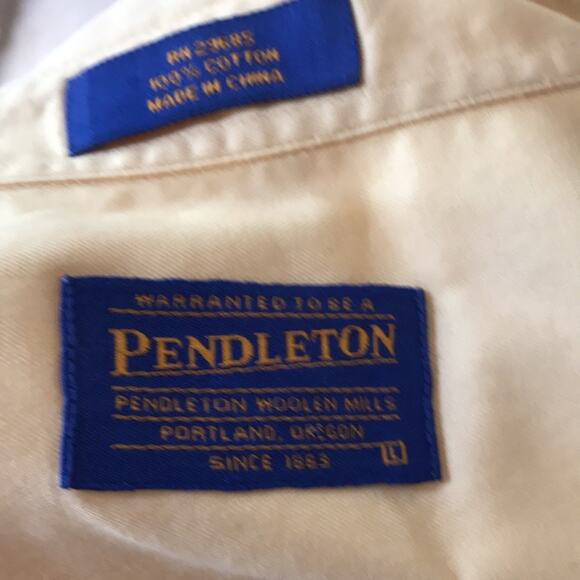 RN 29685
100% COTTON
MADE IN CHINA
WARRANTED TO BE A
PENDLETON
PENDLETON WOOLEN MILLS
PORTLAND, OREGON
SINCE 1863
L